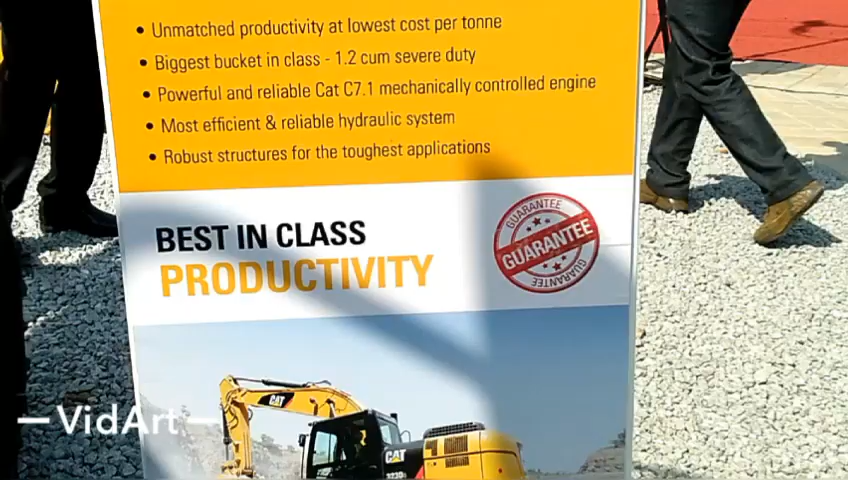 • Unmatched productivity at lowest cost per tonne
• Biggest bucket in class - 1.2 cum severe duty
• Powerful and reliable Cat C7.1 mechanically controlled engine
• Most efficient & reliable hydraulic system
• Robust structures for the toughest applications
BEST IN CLASS
PRODUCTIVITY
GUARANTEE
GUARANTEE
GUARANTEE
CAT
CAT
VidArt